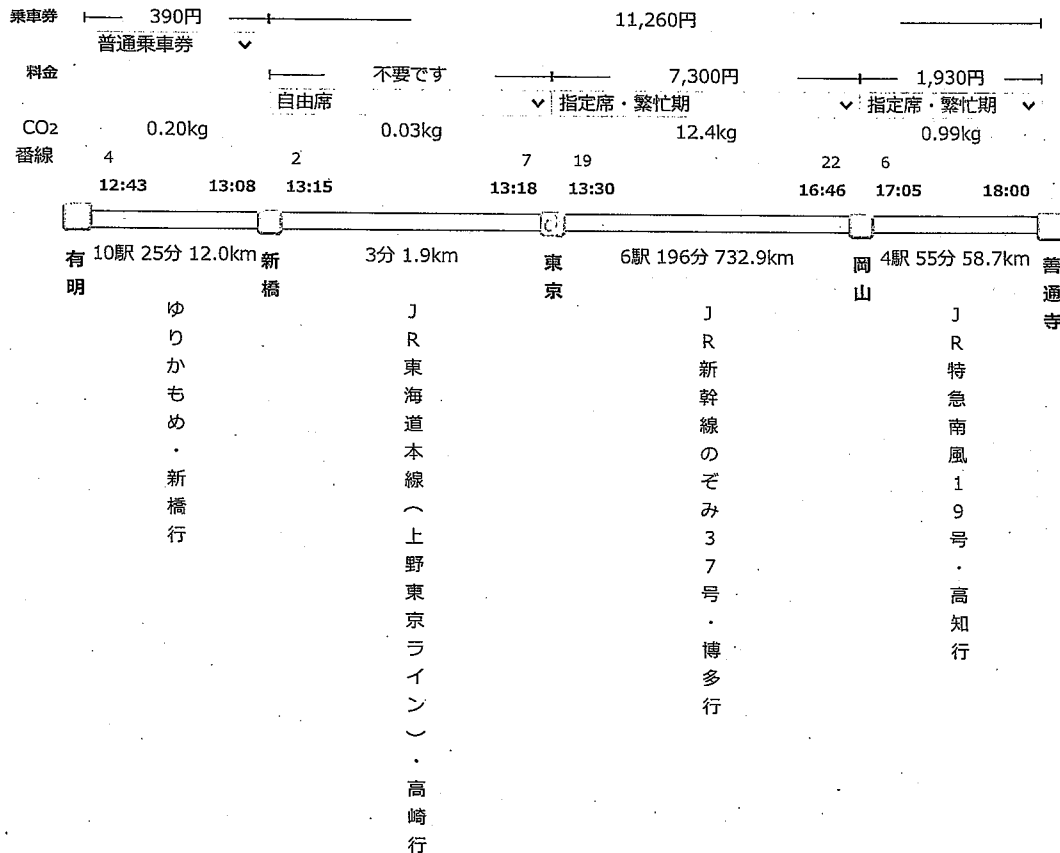 乗車券 390円 11,260円
普通乗車券
料金 不要です 7,300円 1,930円
自由席 指定席・繁忙期 指定席・繁忙期
CO2 0.20kg 0.03kg 12.4kg 0.99kg
番線 4 2 7 19 22 6
12:43 13:08 13:15 13:18 13:30 16:46 17:05 18:00
10駅 25分 12.0km 3分 1.9km 6駅 196分 732.9km 4駅 55分 58.7km
有明
新橋
東京
岡山
善通寺
ゆりかもめ・新橋行
JR東海道本線(上野東京ライン)・高崎行
JR新幹線のぞみ37号・博多行
JR特急南風19号・高知行